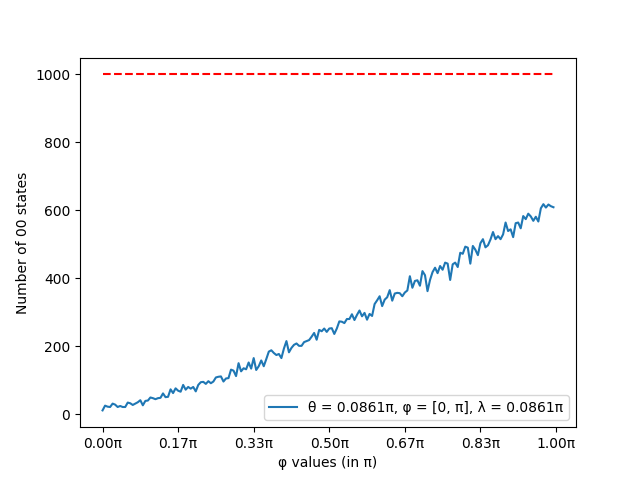 1000
800
600
400
200
0
Number of 00 states
θ = 0.0861π, φ = [0, π], λ = 0.0861π
0.00π 0.17π 0.33π 0.50π 0.67π 0.83π 1.00π
φ values (in π)